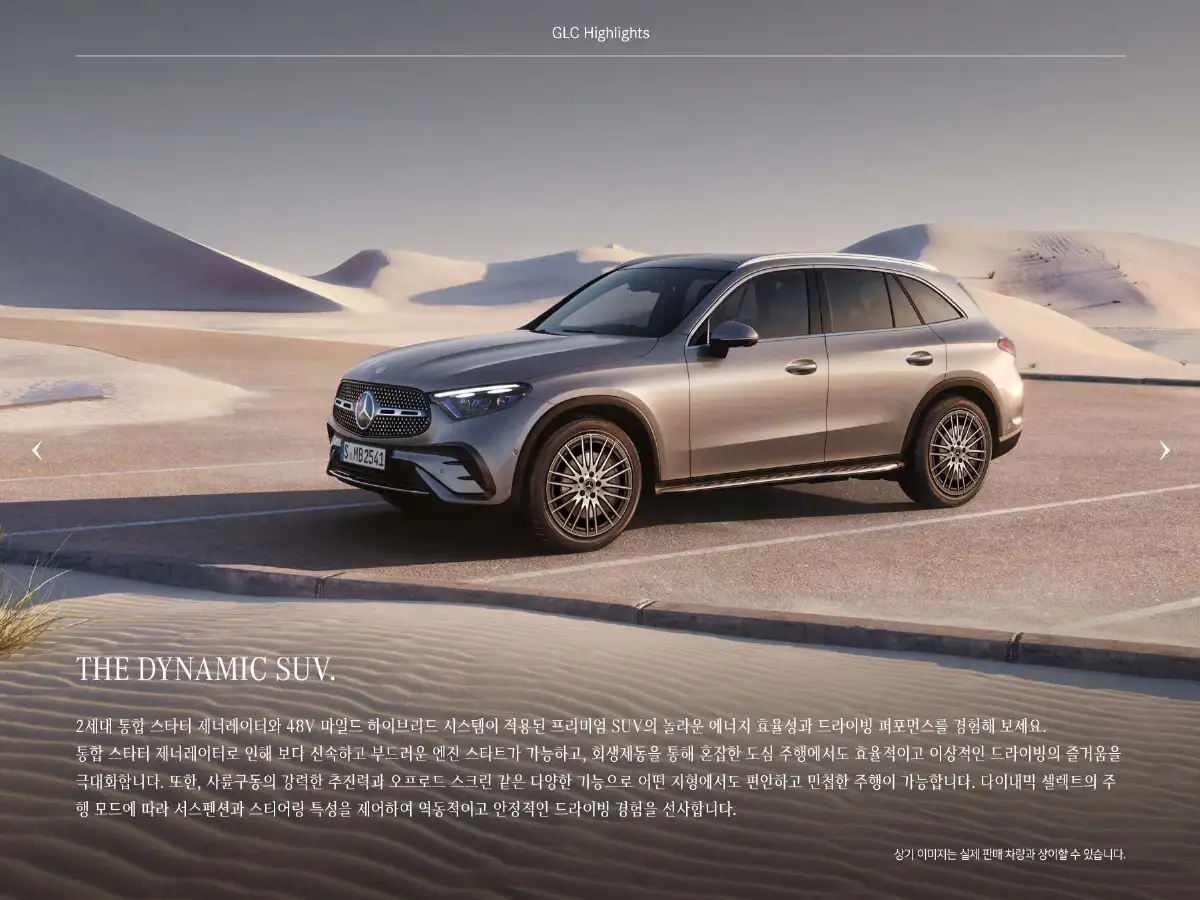 GLC Highlights
S MB 2541
THE DYNAMIC SUV.
2세대 통합 스타터 제너레이터와 48V 마일드 하이브리드 시스템이 적용된 프리미엄 SUV의 놀라운 에너지 효율성과 드라이빙 퍼포먼스를 경험해 보세요.
통합 스타터 제너레이터로 인해 보다 신속하고 부드러운 엔진 스타트가 가능하고, 회생제동을 통해 혼잡한 도심 주행에서도 효율적이고 이상적인 드라이빙의 즐거움을
극대화합니다. 또한, 사륜구동의 강력한 추진력과 오프로드 스크린 같은 다양한 기능으로 어떤 지형에서도 편안하고 민첩한 주행이 가능합니다. 다이내믹 셀렉트의 주
행 모드에 따라 서스펜션과 스티어링 특성을 제어하여 역동적이고 안정적인 드라이빙 경험을 선사합니다.
상기 이미지는 실제 판매 차량과 상이할 수 있습니다.